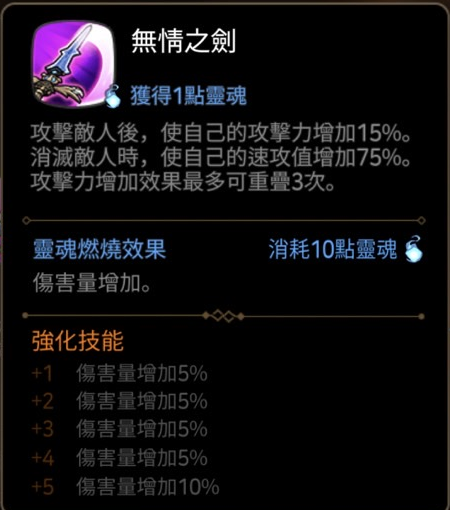 無情之劍
獲得1點靈魂
攻擊敵人後，使自己的攻擊力增加15%。
消滅敵人時，使自己的速攻值增加75%。
攻擊力增加效果最多可重疊3次。
靈魂燃燒效果 消耗10點靈魂
傷害量增加。
強化技能
+1 傷害量增加5%
+2 傷害量增加5%
+3 傷害量增加5%
+4 傷害量增加5%
+5 傷害量增加10%